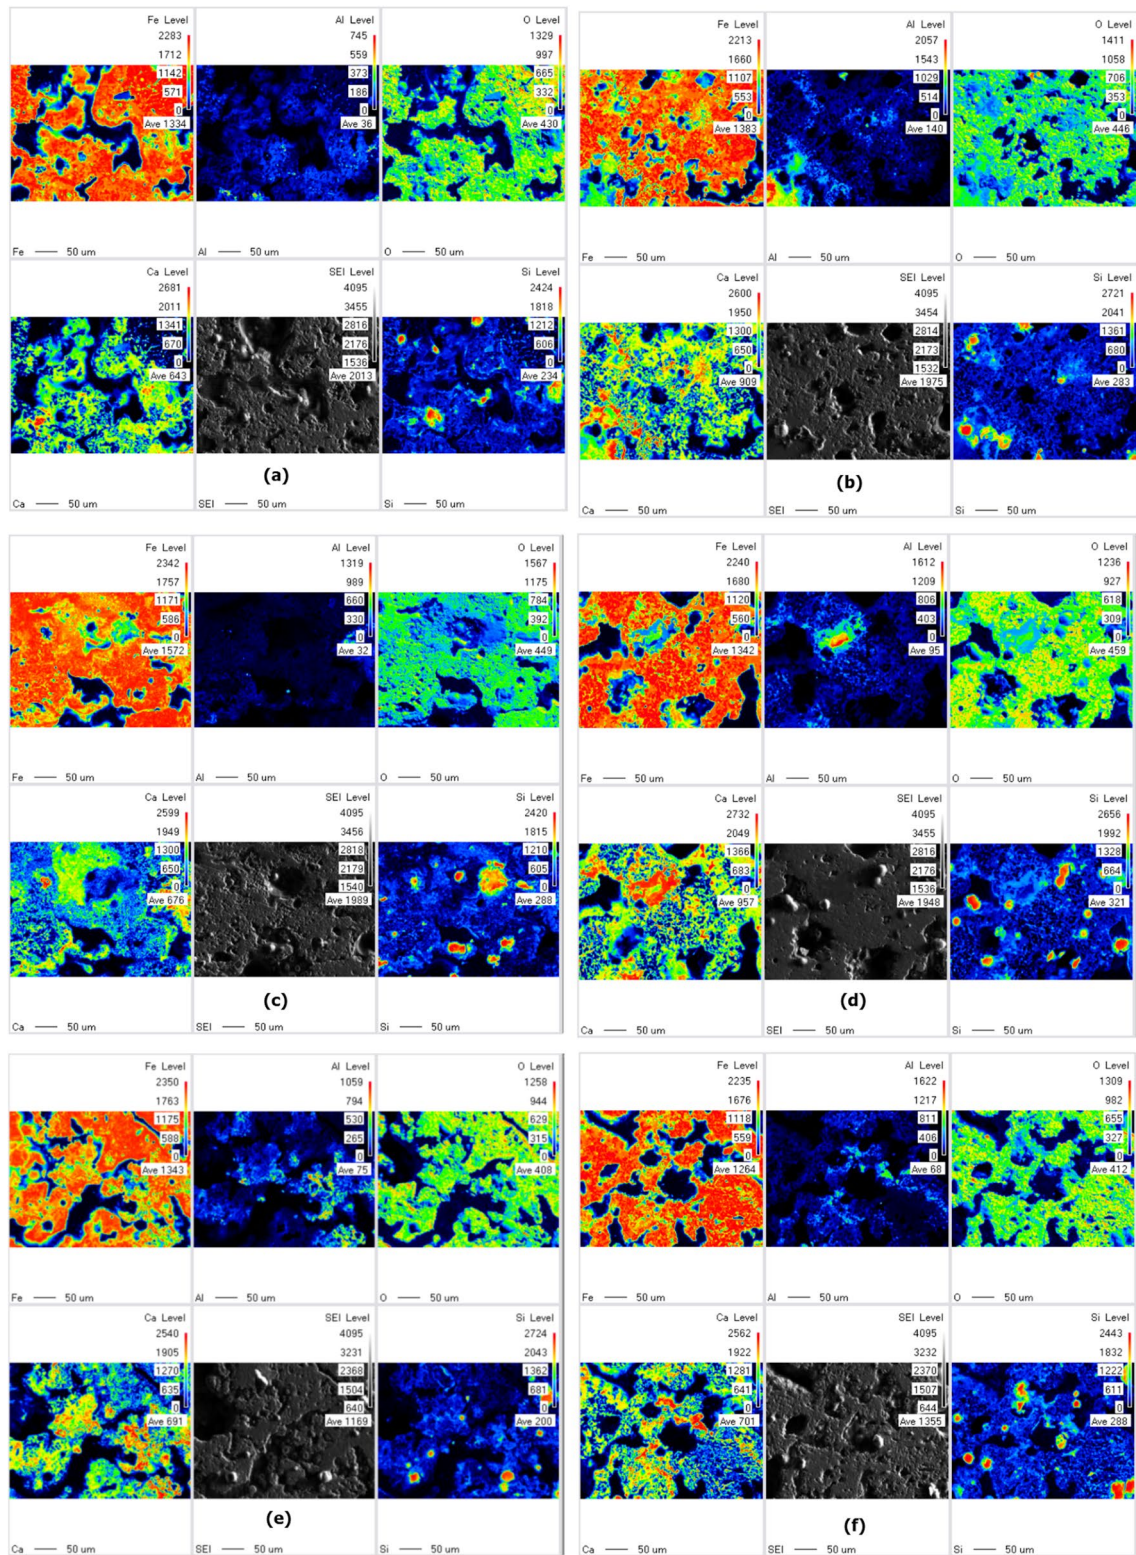 Fe Level
2283
1712
1142
571
0
Ave 1334
Fe 50 um
Al Level
745
559
373
186
0
Ave 36
Al 50 um
O Level
1329
997
665
332
0
Ave 430
O 50 um
Ca Level
2681
2011
1341
670
0
Ave 643
Ca 50 um
SEI Level
4095
3455
2816
2176
1536
Ave 2013
SEI 50 um
Si Level
2424
1818
1212
606
0
Ave 234
Si 50 um
(a)
Fe Level
2213
1660
1107
553
0
Ave 1383
Fe 50 um
Al Level
2057
1543
1029
514
0
Ave 140
Al 50 um
O Level
1411
1058
706
353
0
Ave 446
O 50 um
Ca Level
2600
1950
1300
650
0
Ave 909
Ca 50 um
SEI Level
4095
3454
2814
2173
1532
Ave 1975
SEI 50 um
Si Level
2721
2041
1361
680
0
Ave 283
Si 50 um
(b)
Fe Level
2342
1757
1171
586
0
Ave 1572
Fe 50 um
Al Level
1319
989
660
330
0
Ave 32
Al 50 um
O Level
1567
1175
784
392
0
Ave 449
O 50 um
Ca Level
2599
1949
1300
650
0
Ave 676
Ca 50 um
SEI Level
4095
3456
2818
2179
1540
Ave 1989
SEI 50 um
Si Level
2420
1815
1210
605
0
Ave 288
Si 50 um
(c)
Fe Level
2240
1680
1120
560
0
Ave 1342
Fe 50 um
Al Level
1612
1209
806
403
0
Ave 95
Al 50 um
O Level
1236
927
618
309
0
Ave 459
O 50 um
Ca Level
2732
2049
1366
683
0
Ave 957
Ca 50 um
SEI Level
4095
3455
2816
2176
1536
Ave 1948
SEI 50 um
Si Level
2656
1992
1328
664
0
Ave 321
Si 50 um
(d)
Fe Level
2350
1763
1175
588
0
Ave 1343
Fe 50 um
Al Level
1059
794
530
265
0
Ave 75
Al 50 um
O Level
1258
944
629
315
0
Ave 408
O 50 um
Ca Level
2540
1905
1270
635
0
Ave 691
Ca 50 um
SEI Level
4095
3231
2368
1504
640
Ave 1169
SEI 50 um
Si Level
2724
2043
1362
681
0
Ave 200
Si 50 um
(e)
Fe Level
2235
1676
1118
559
0
Ave 1264
Fe 50 um
Al Level
1622
1217
811
406
0
Ave 68
Al 50 um
O Level
1309
982
655
327
0
Ave 412
O 50 um
Ca Level
2562
1922
1281
641
0
Ave 701
Ca 50 um
SEI Level
4095
3232
2370
1507
644
Ave 1355
SEI 50 um
Si Level
2443
1832
1222
611
0
Ave 288
Si 50 um
(f)